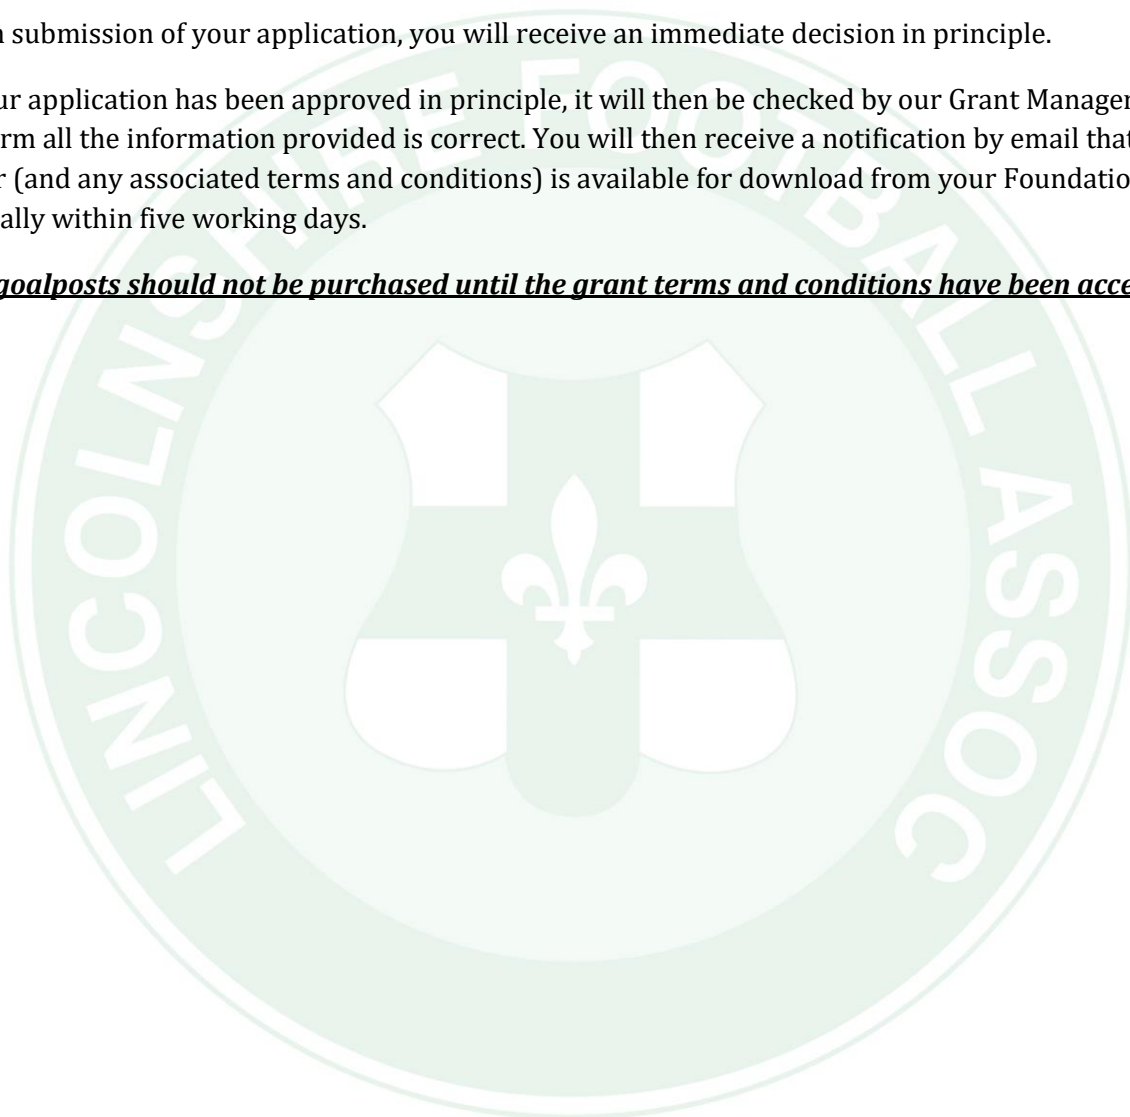 n submission of your application, you will receive an immediate decision in principle.
ur application has been approved in principle, it will then be checked by our Grant Manager
rm all the information provided is correct. You will then receive a notification by email that
r (and any associated terms and conditions) is available for download from your Foundatio
ally within five working days.
goalposts should not be purchased until the grant terms and conditions have been acce
LINCOLNSHIRE FOOTBALL ASSOC